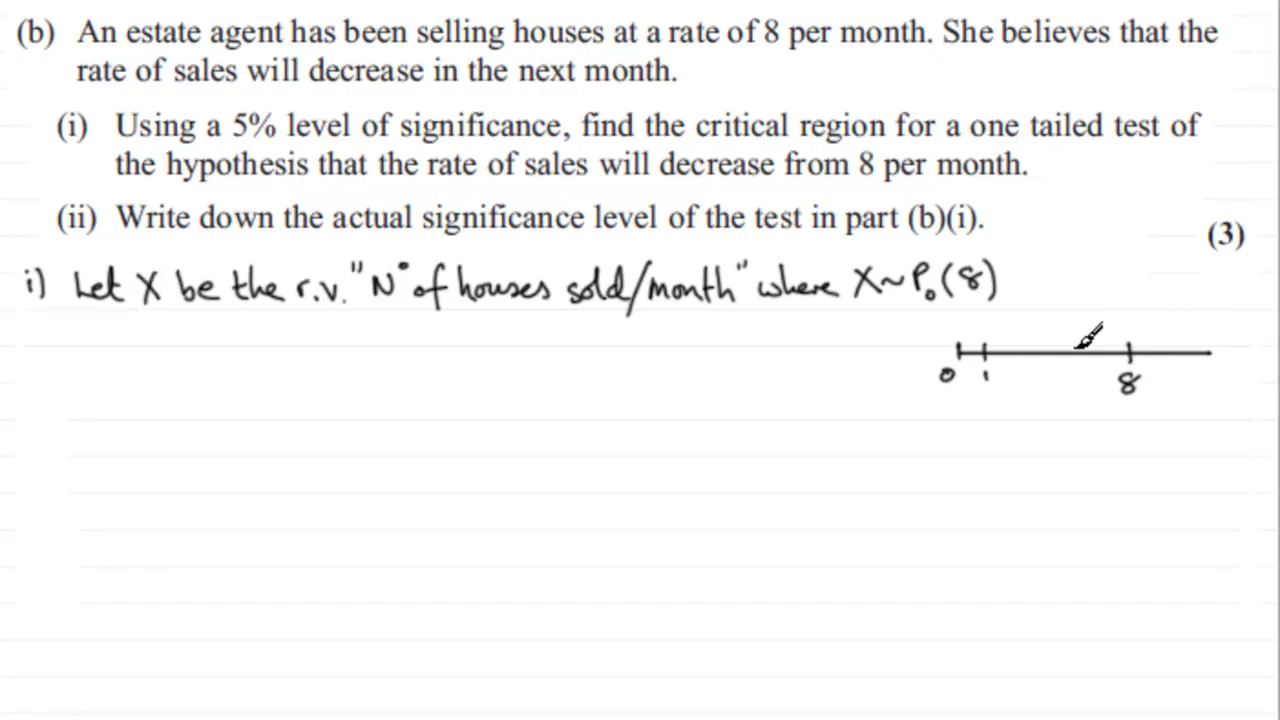 (b) An estate agent has been selling houses at a rate of 8 per month. She believes that the
rate of sales will decrease in the next month.
(i) Using a 5% level of significance, find the critical region for a one tailed test of
the hypothesis that the rate of sales will decrease from 8 per month.
(ii) Write down the actual significance level of the test in part (b)(i).
(3)
i) Let X be the r.v. "N° of houses sold/month" where X~Po(8)
0 1 8